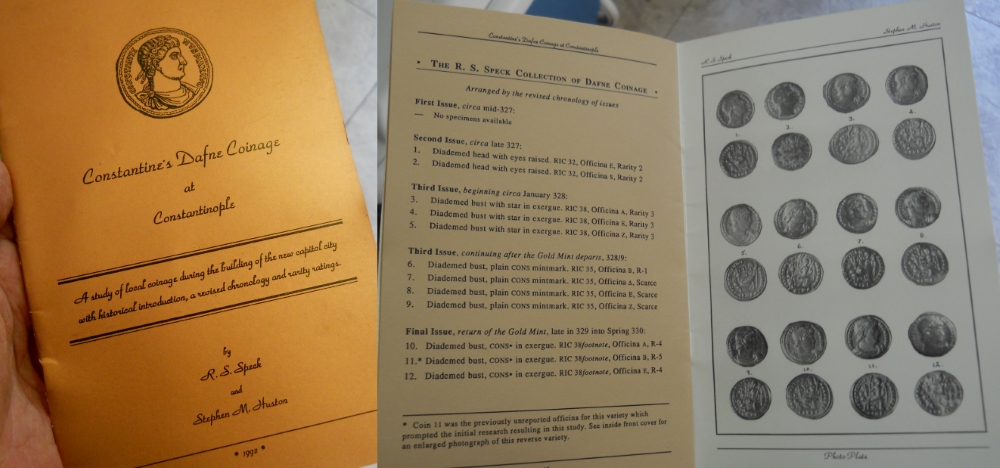 Constantine's Dafne Coinage
at
Constantinople
A study of local coinage during the building of the new capital city
with historical introduction, a revised chronology and rarity ratings.
by
R. S. Speck
and
Stephen M. Huston
* 1992 *
Constantine's Dafne Coinage at Constantinople
• THE R. S. SPECK COLLECTION OF DAFNE COINAGE •
Arranged by the revised chronology of issues
First Issue, circa mid-327:
— No specimens available
Second Issue, circa late 327:
1. Diademed head with eyes raised. RIC 32, Officina E, Rarity 2
2. Diademed head with eyes raised. RIC 32, Officina S, Rarity 2
Third Issue, beginning circa January 328:
3. Diademed bust with star in exergue. RIC 38, Officina A, Rarity 3
4. Diademed bust with star in exergue. RIC 38, Officina E, Rarity 3
5. Diademed bust with star in exergue. RIC 38, Officina Z, Rarity 3
Third Issue, continuing after the Gold Mint departs, 328/9:
6. Diademed bust, plain CONS mintmark. RIC 35, Officina B, R-1
7. Diademed bust, plain CONS mintmark. RIC 35, Officina Δ, Scarce
8. Diademed bust, plain CONS mintmark. RIC 35, Officina E, Scarce
9. Diademed bust, plain CONS mintmark. RIC 35, Officina Z, Scarce
Final Issue, return of the Gold Mint, late in 329 into Spring 330:
10. Diademed bust, CONS• in exergue. RIC 38footnote, Officina A, R-4
11.* Diademed bust, CONS• in exergue. RIC 38footnote, Officina B, R-5
12. Diademed bust, CONS• in exergue. RIC 38footnote, Officina S, R-4
* Coin 11 was the previously unreported officina for this variety which
prompted the initial research resulting in this study. See inside front cover for
an enlarged photograph of this reverse variety.
R. S. Speck
Stephen M. Huston
1. 2. 3. 4.
5. 6. 7. 8.
9. 10. 11. 12.
Photo Plate